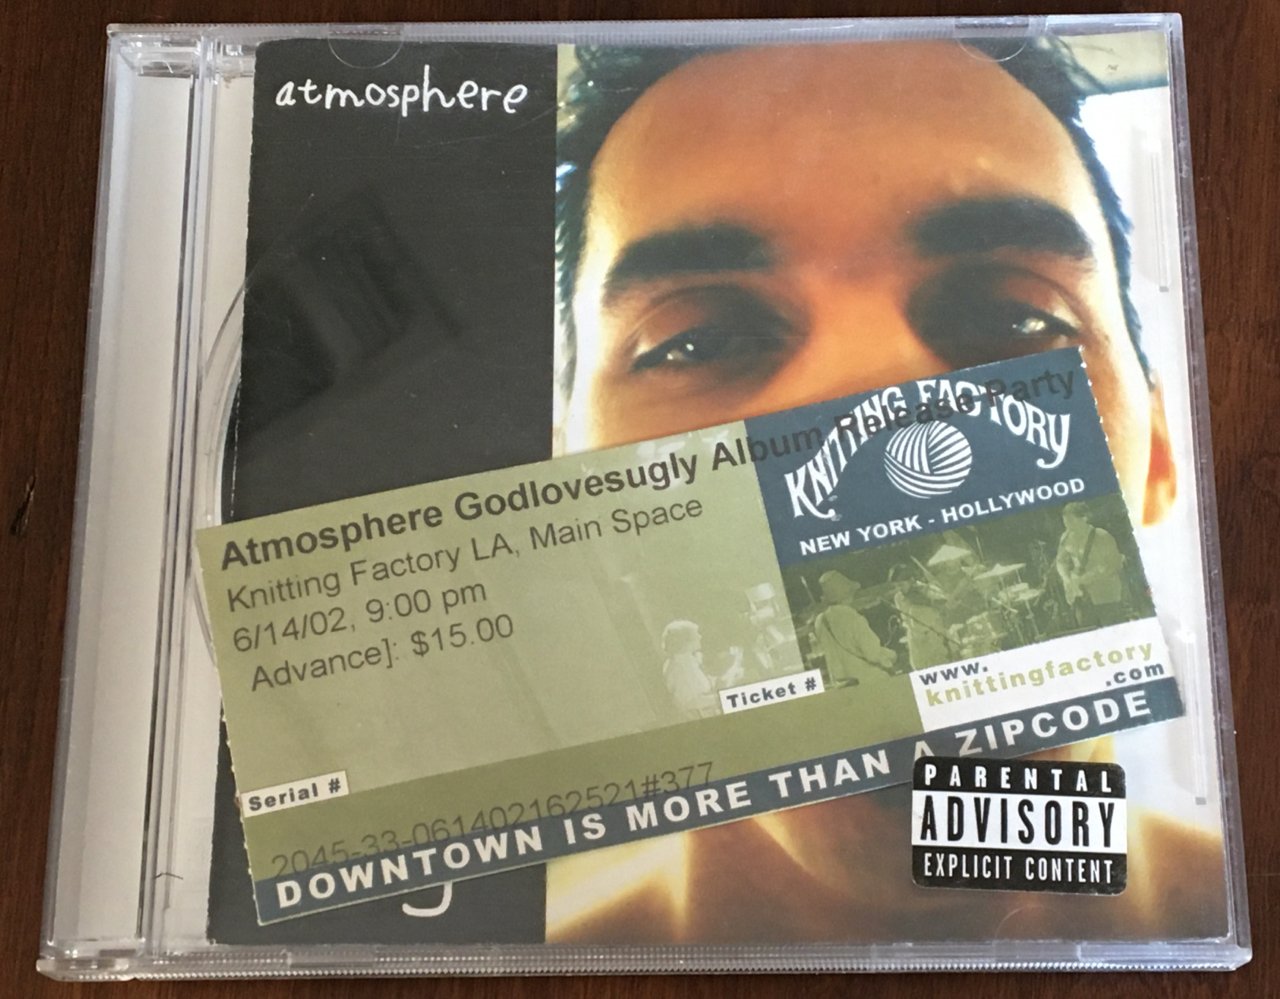 atmosphere
Atmosphere Godlovesugly Album Release Party
Knitting Factory LA, Main Space
6/14/02, 9:00 pm
Advance]: $15.00
KNITTING FACTORY
NEW YORK - HOLLYWOOD
www.
knittingfactory
.com
Ticket #
Serial #
2045-33-061402162521#377
DOWNTOWN IS MORE THAN A ZIPCODE
PARENTAL
ADVISORY
EXPLICIT CONTENT